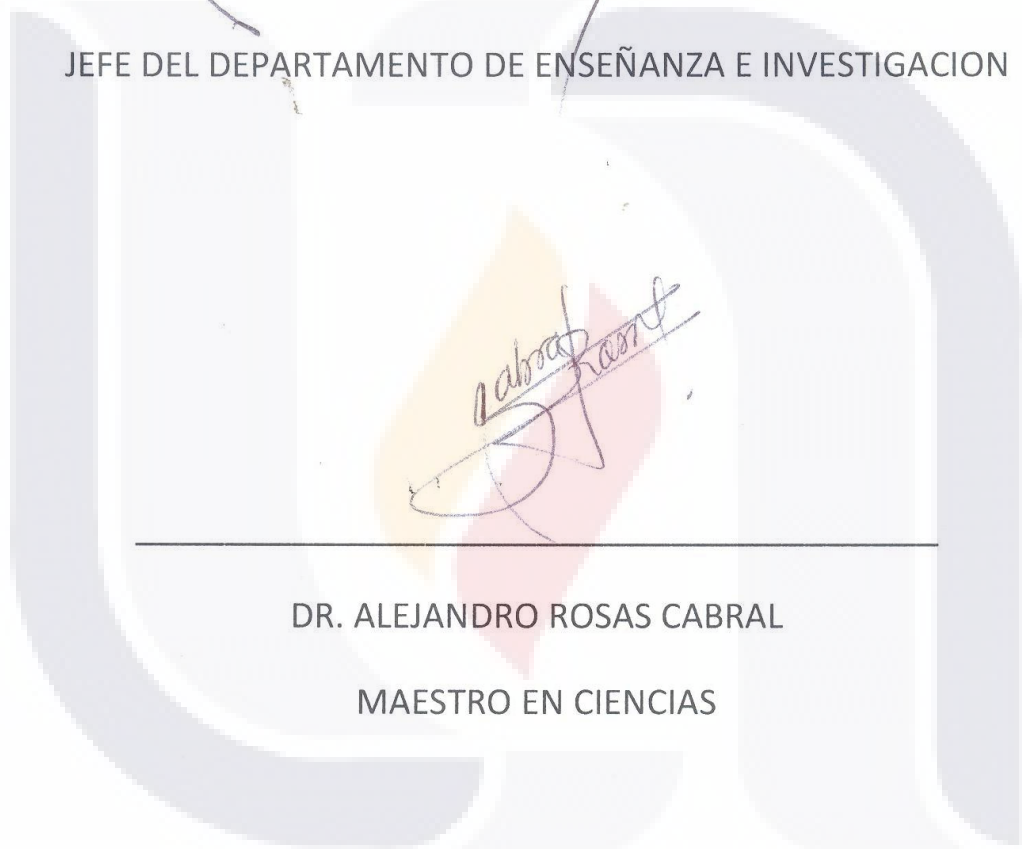 JEFE DEL DEPARTAMENTO DE ENSEÑANZA E INVESTIGACION
DR. ALEJANDRO ROSAS CABRAL
MAESTRO EN CIENCIAS